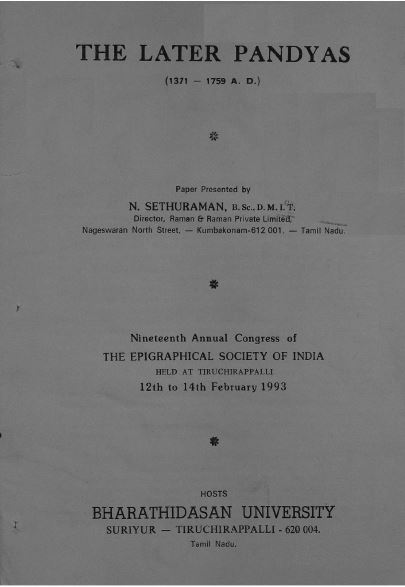 THE LATER PANDYAS
(1371 — 1759 A. D.)
Paper Presented by
N. SETHURAMAN, B. Sc., D. M. I. T.
Director, Raman & Raman Private Limited,
Nageswaran North Street, — Kumbakonam-612 001. — Tamil Nadu.
Nineteenth Annual Congress of
THE EPIGRAPHICAL SOCIETY OF INDIA
HELD AT TIRUCHIRAPPALLI
12th to 14th February 1993
HOSTS
BHARATHIDASAN UNIVERSITY
SURIYUR — TIRUCHIRAPPALLI - 620 004.
Tamil Nadu.